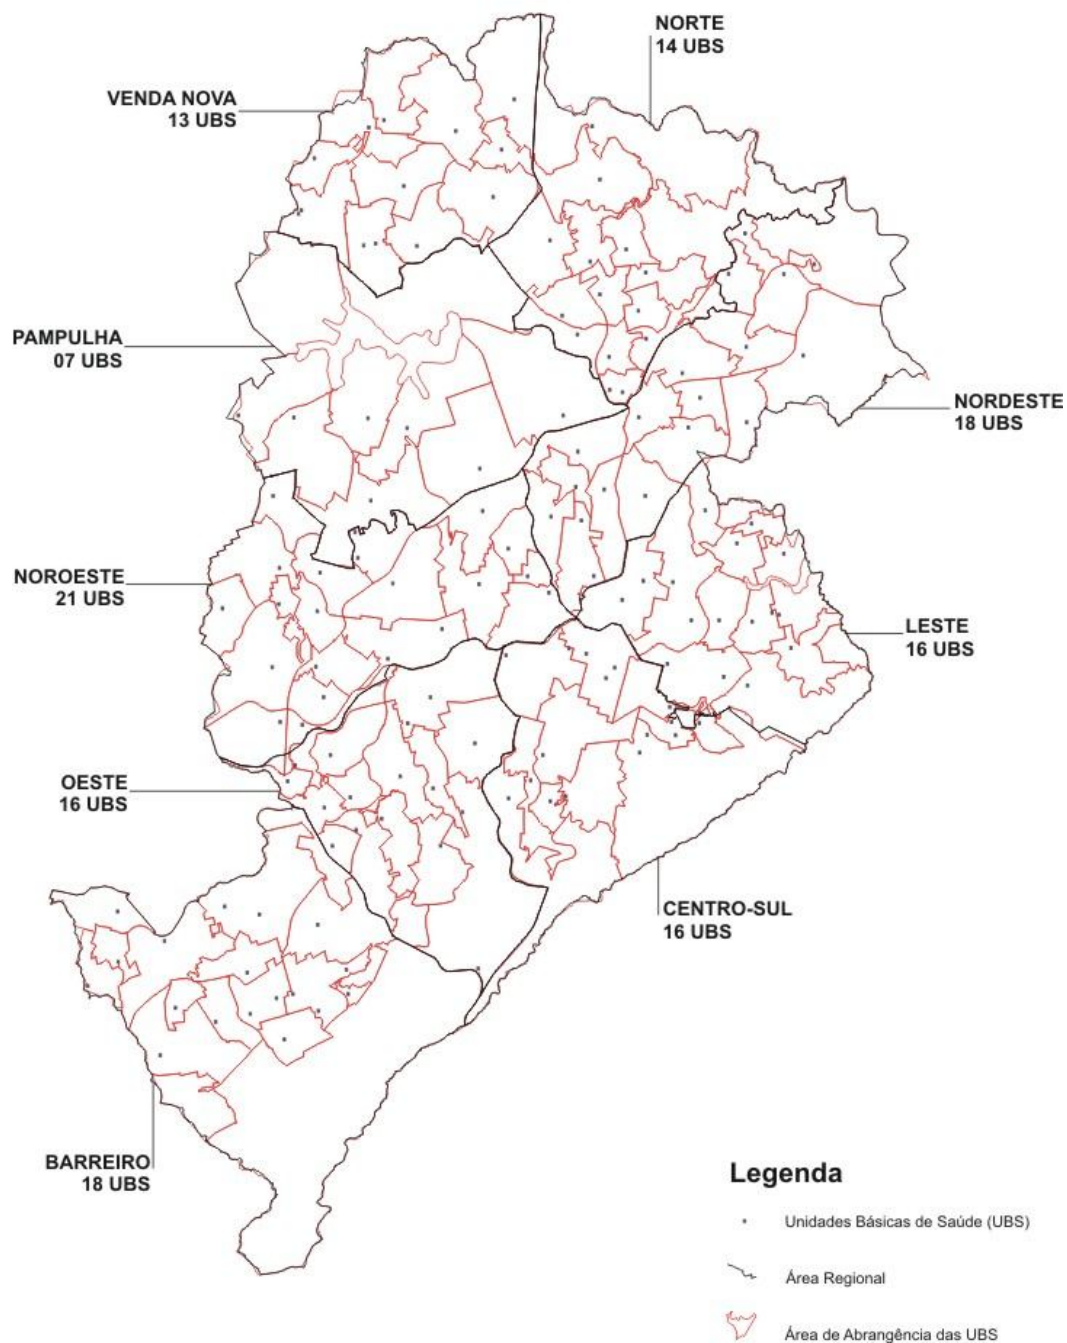 NORTE
14 UBS
VENDA NOVA
13 UBS
PAMPULHA
07 UBS
NORDESTE
18 UBS
NOROESTE
21 UBS
LESTE
16 UBS
OESTE
16 UBS
CENTRO-SUL
16 UBS
BARREIRO
18 UBS
Legenda
Unidades Básicas de Saúde (UBS)
Área Regional
Área de Abrangência das UBS